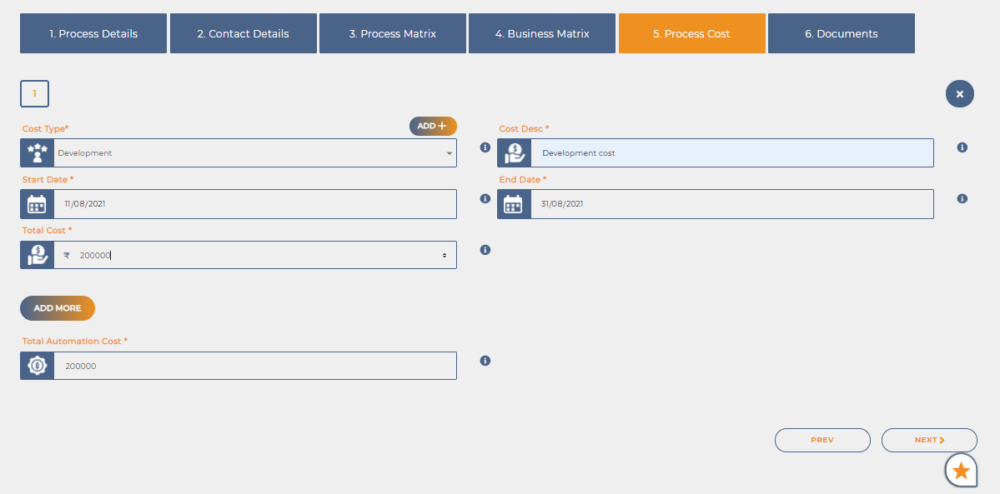 1. Process Details
2. Contact Details
3. Process Matrix
4. Business Matrix
5. Process Cost
6. Documents
1
×
Cost Type*
ADD +
Cost Desc *
Development
Development cost
Start Date *
End Date *
11/08/2021
31/08/2021
Total Cost *
₹ 200000
ADD MORE
Total Automation Cost *
200000
PREV
NEXT >